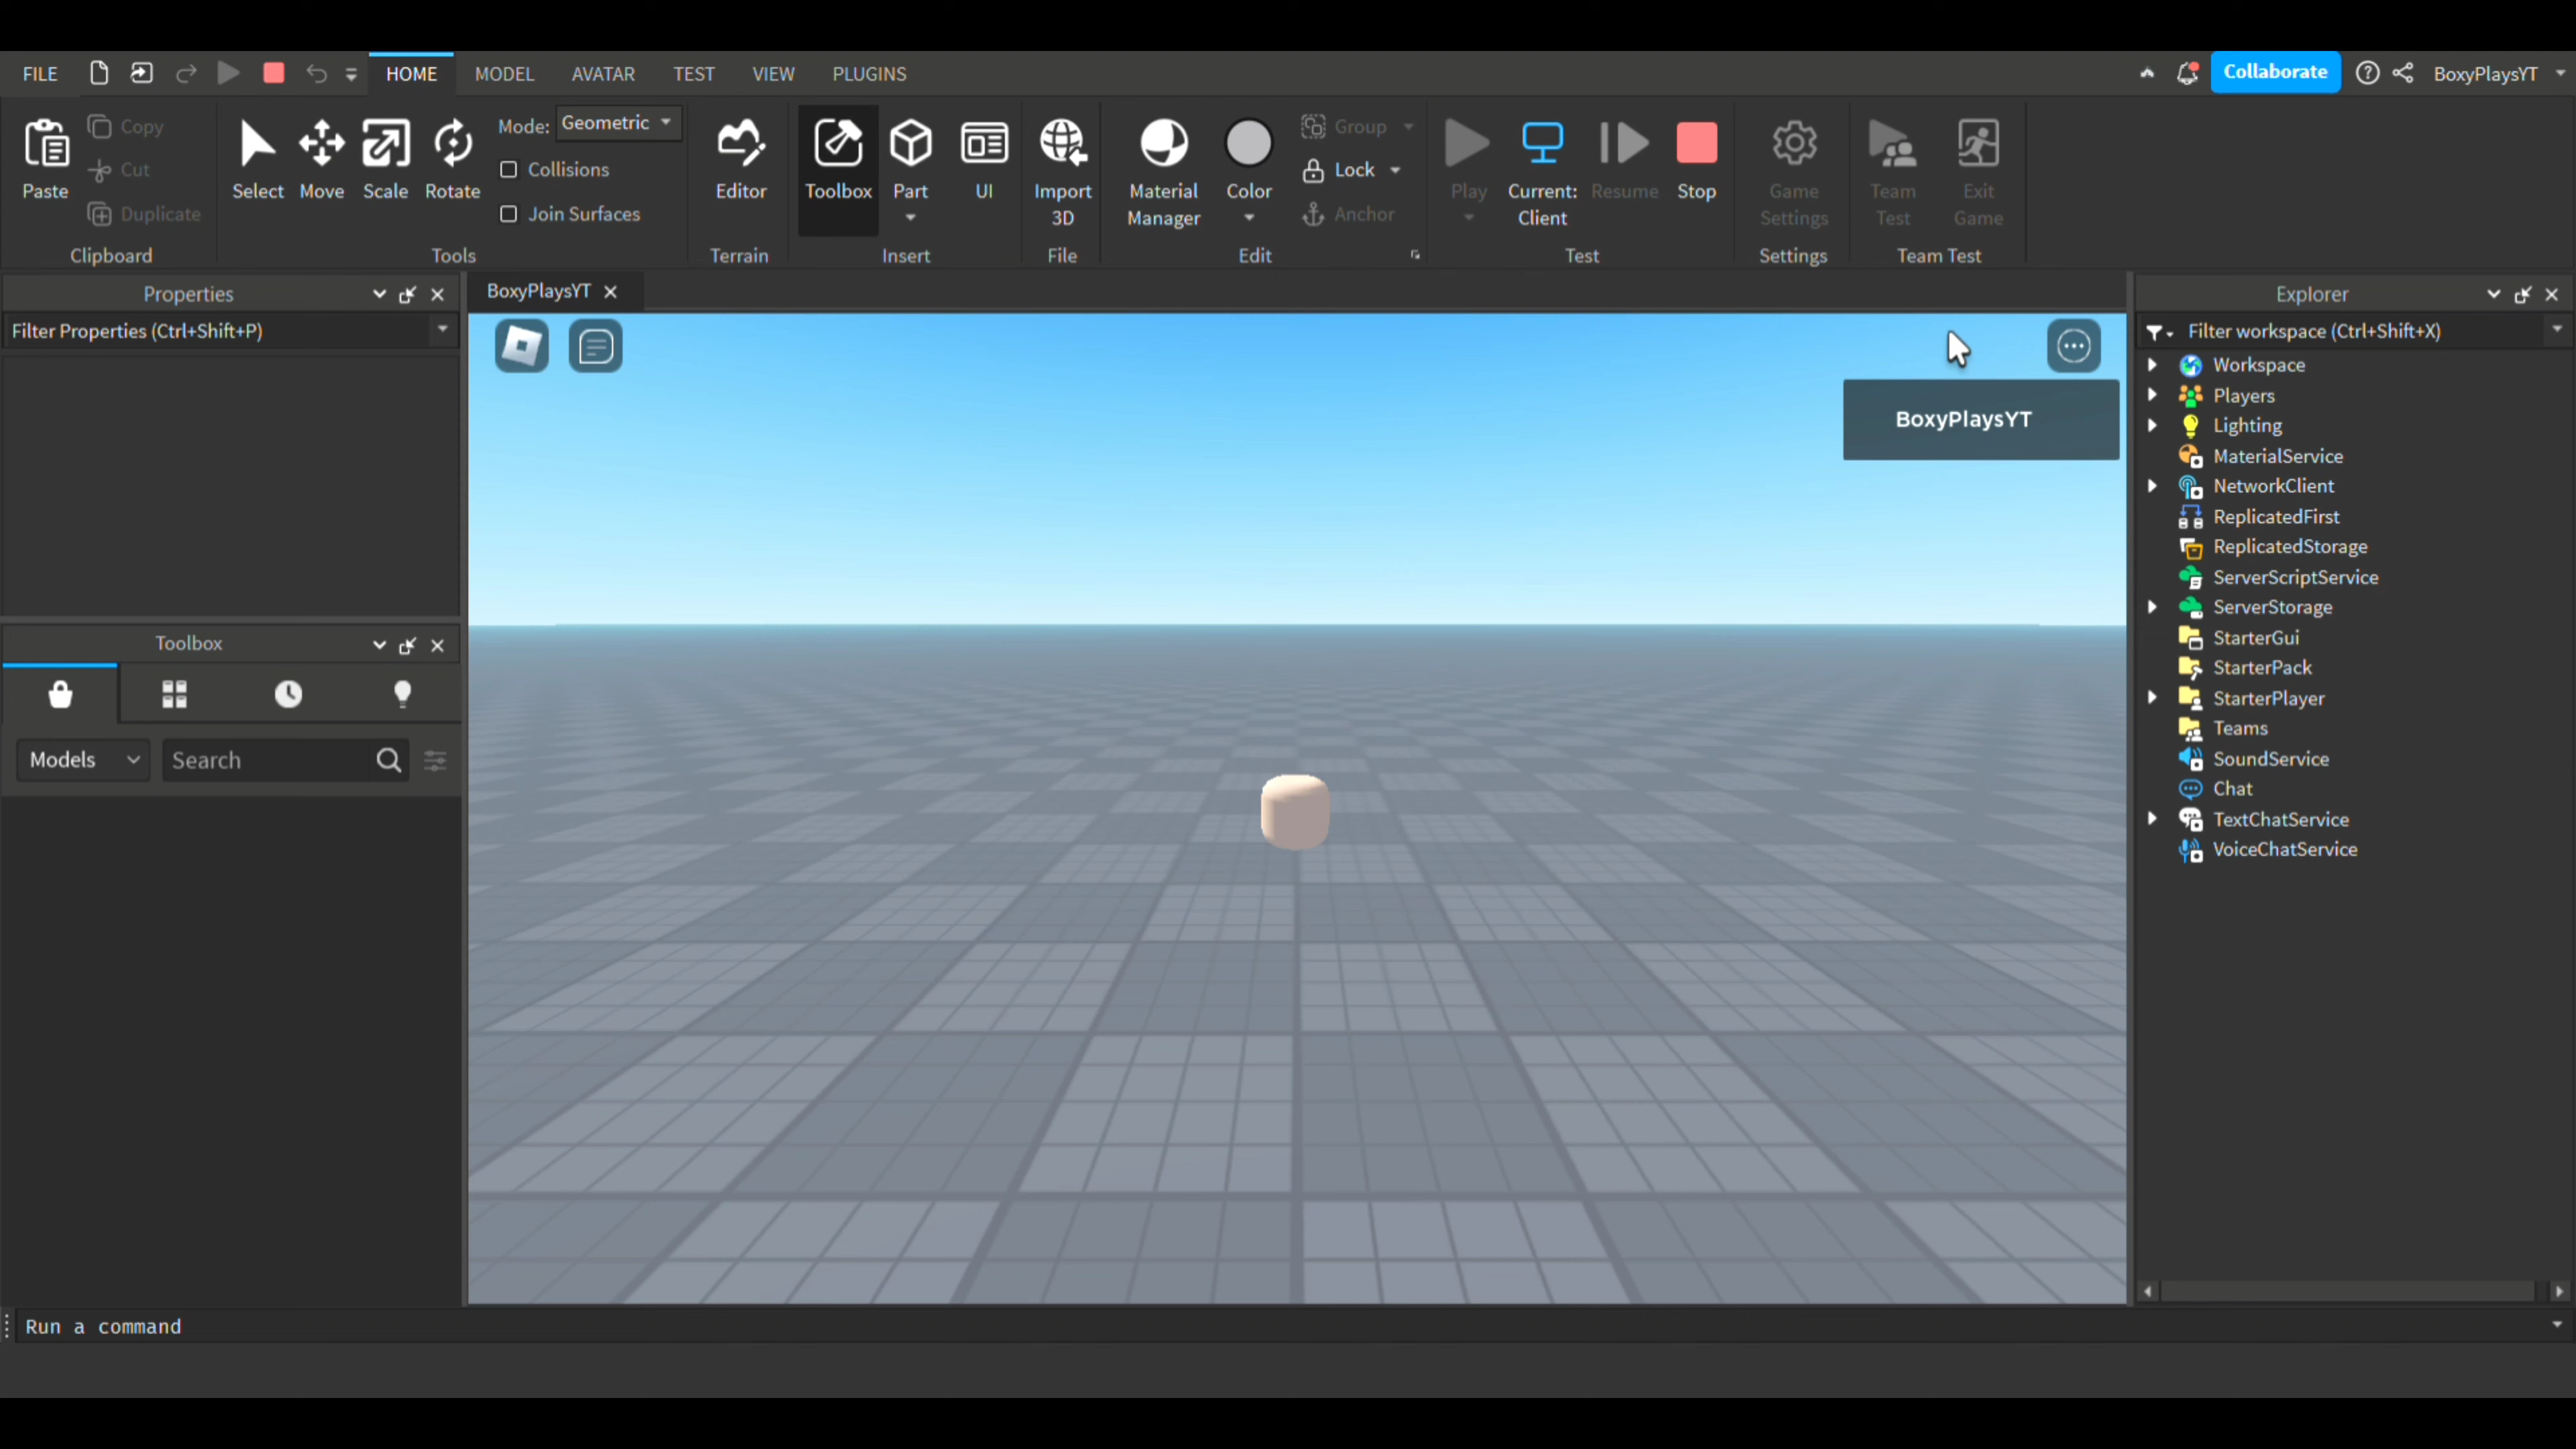 FILE HOME MODEL AVATAR TEST VIEW PLUGINS Collaborate BoxyPlaysYT
Paste Copy Cut Duplicate
Clipboard
Select Move Scale Rotate Mode: Geometric
Collisions
Join Surfaces
Tools
Editor
Terrain
Toolbox Part UI
Insert
Import 3D
File
Material Manager Color Group Lock Anchor
Edit
Play Current: Client Resume Stop
Test
Game Settings
Settings
Team Test Exit Game
Team Test
Properties
Filter Properties (Ctrl+Shift+P)
Toolbox
Models Search
BoxyPlaysYT
BoxyPlaysYT
Explorer
Filter workspace (Ctrl+Shift+X)
Workspace
Players
Lighting
MaterialService
NetworkClient
ReplicatedFirst
ReplicatedStorage
ServerScriptService
ServerStorage
StarterGui
StarterPack
StarterPlayer
Teams
SoundService
Chat
TextChatService
VoiceChatService
Run a command